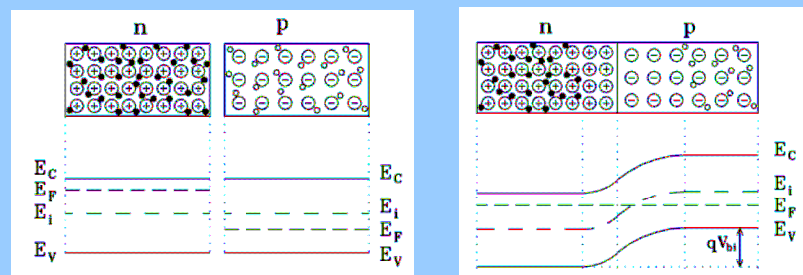 n p
E_C E_C
E_F
E_i E_i
E_F
E_V E_V
n p
E_C
E_i
E_F
E_V
qV_bi